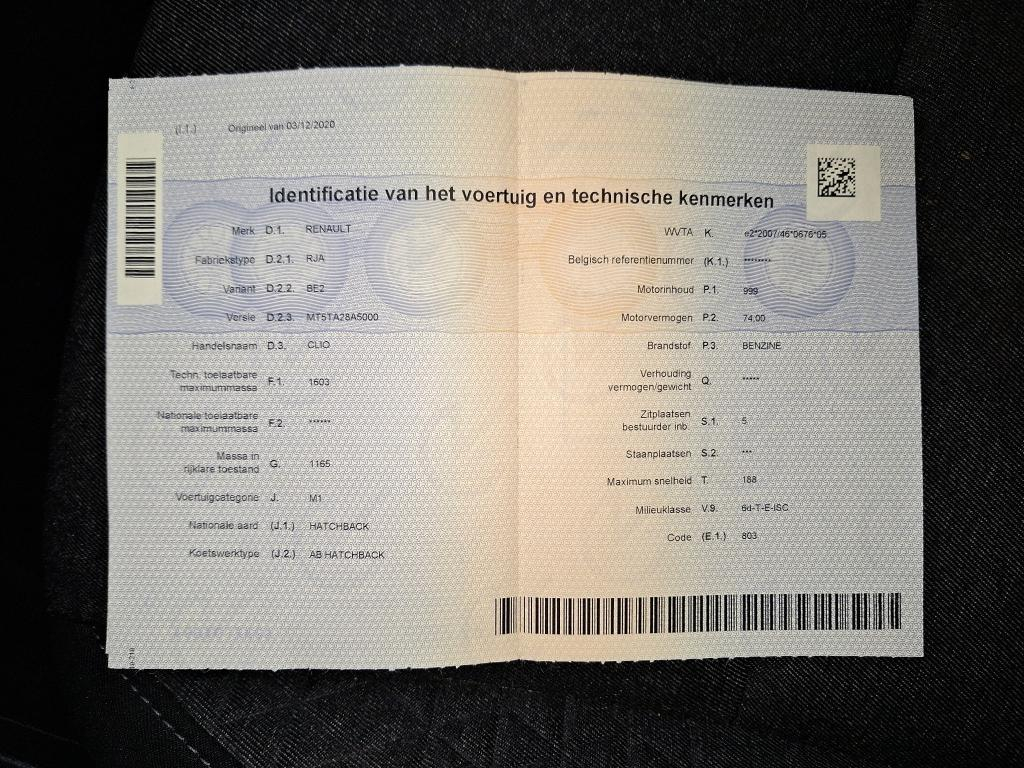 (I.1.) Origineel van 03/12/2020
Identificatie van het voertuig en technische kenmerken
Merk D.1. RENAULT
Fabriekstype D.2.1. RJA
Variant D.2.2. BE2
Versie D.2.3. MT5TA28A5000
Handelsnaam D.3. CLIO
Techn. toelaatbare
maximummassa F.1. 1603
Nationale toelaatbare
maximummassa F.2. ******
Massa in
rijklare toestand G. 1165
Voertuigcategorie J. M1
Nationale aard (J.1.) HATCHBACK
Koetswerktype (J.2.) AB HATCHBACK
WVTA K. e2*2007/46*0676*05
Belgisch referentienummer (K.1.) ********
Motorinhoud P.1. 999
Motorvermogen P.2. 74.00
Brandstof P.3. BENZINE
Verhouding
vermogen/gewicht Q. *****
Zitplaatsen
bestuurder inb. S.1. 5
Staanplaatsen S.2. ***
Maximum snelheid T. 188
Milieuklasse V.9. 6d-T-E-ISC
Code (E.1.) 803